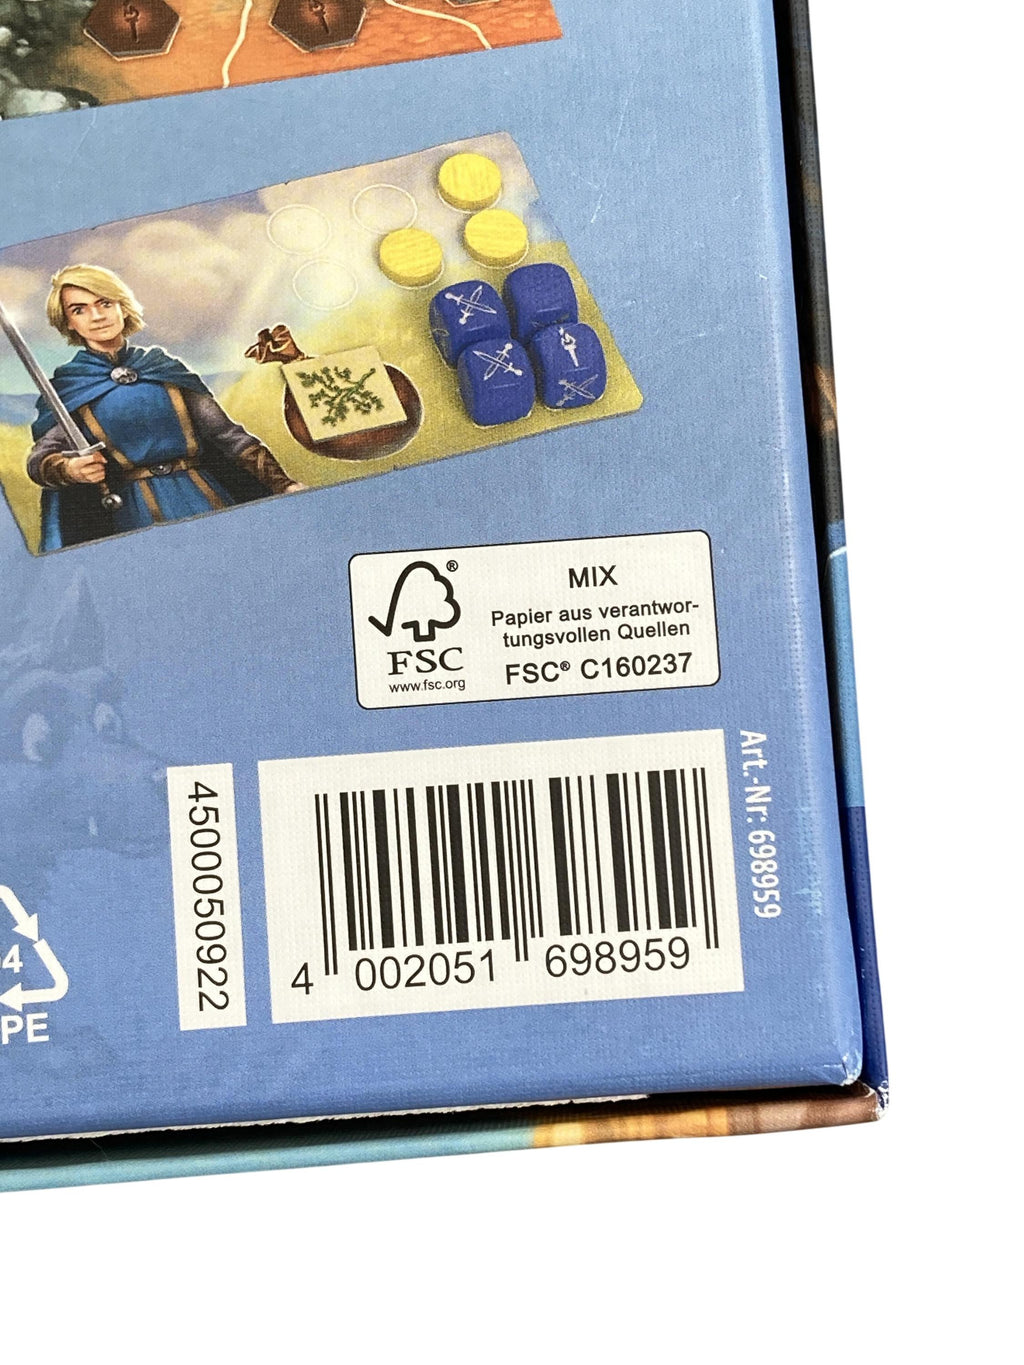 ®
FSC
www.fsc.org
MIX
Papier aus verantwor-
tungsvollen Quellen
FSC® C160237
Art.-Nr: 698959
4500050922
4 002051 698959
PE